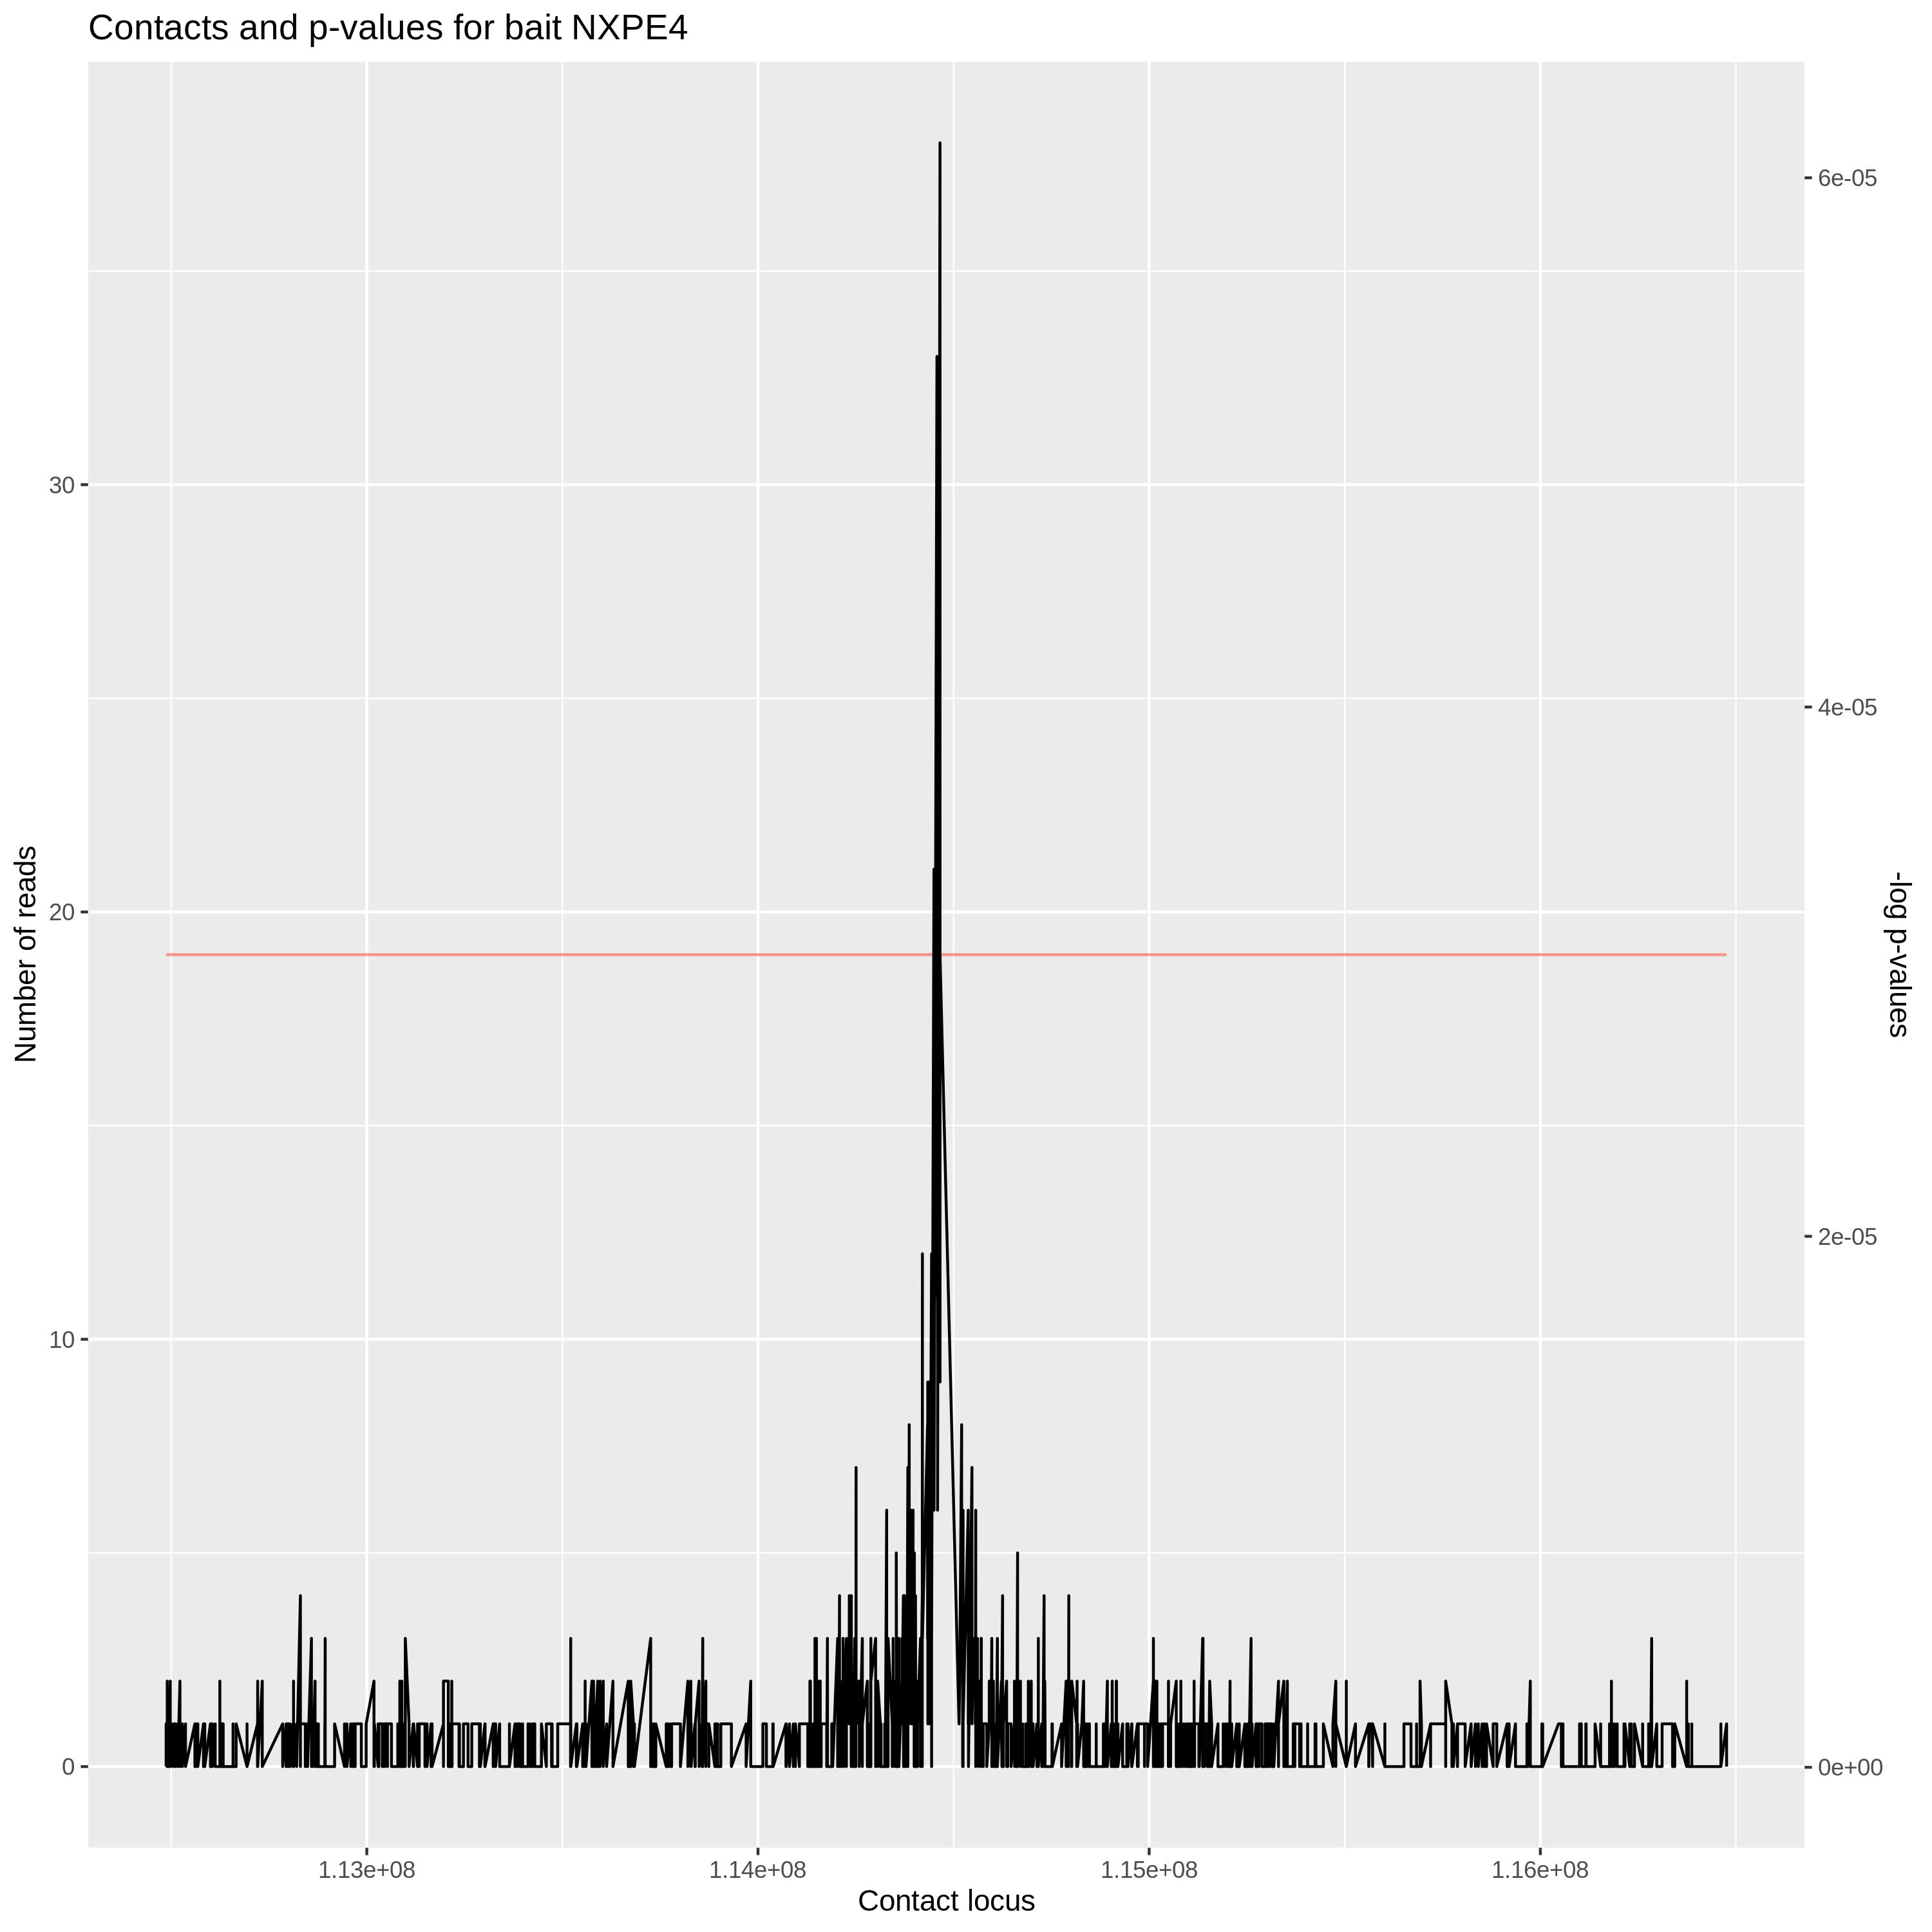 Contacts and p-values for bait NXPE4
Number of reads
30
20
10
0
6e-05
4e-05
2e-05
0e+00
-log p-values
1.13e+08
1.14e+08
1.15e+08
1.16e+08
Contact locus